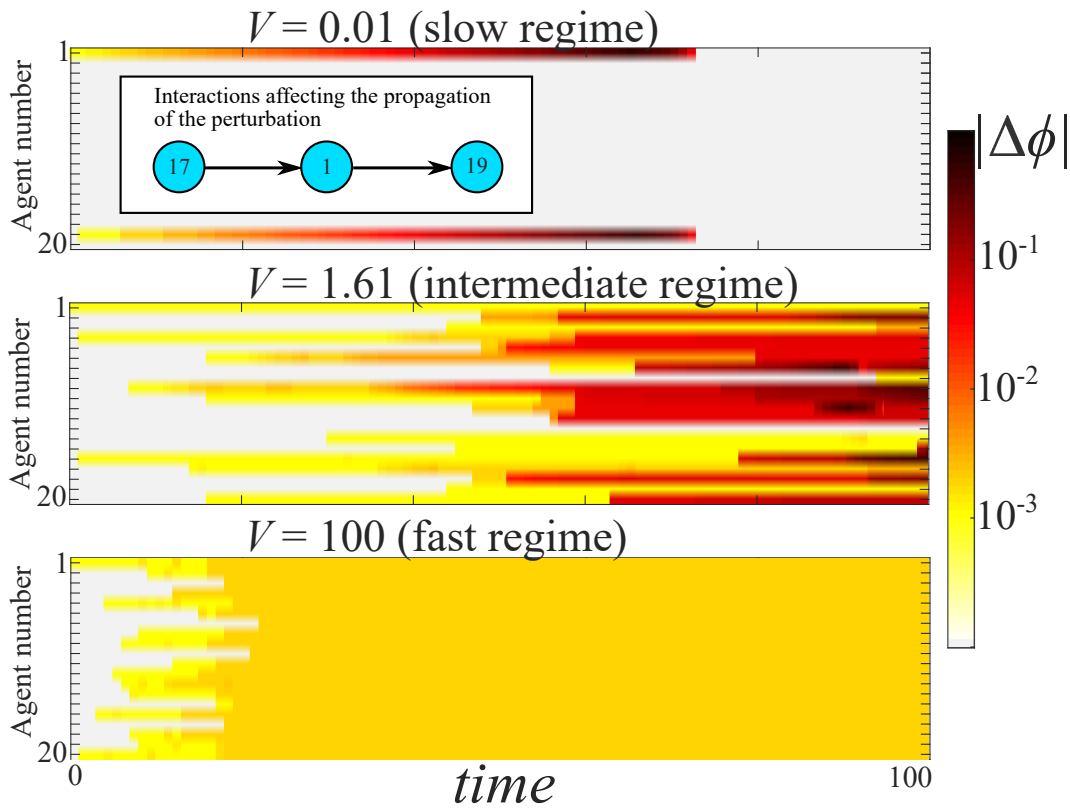 V = 0.01 (slow regime)
1
Agent number
20
Interactions affecting the propagation
of the perturbation
17
1
19
V = 1.61 (intermediate regime)
1
Agent number
20
V = 100 (fast regime)
1
Agent number
20
0
time
100
|Δϕ|
10⁻¹
10⁻²
10⁻³